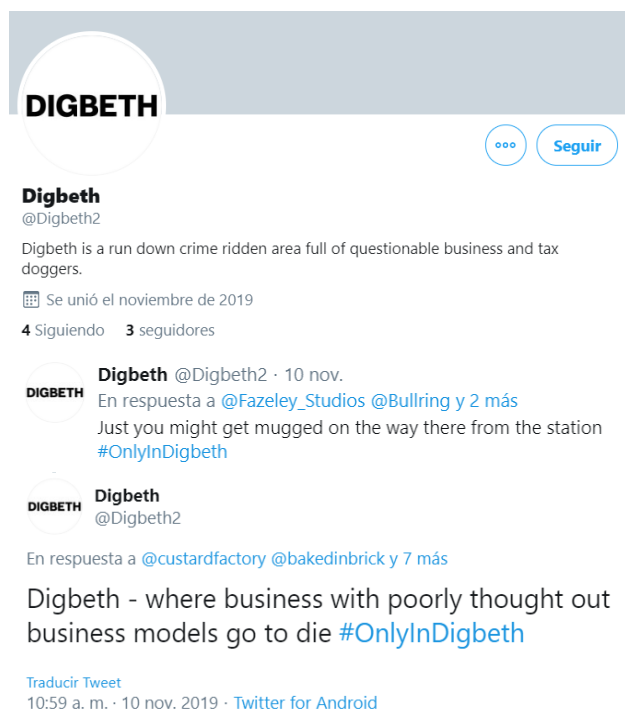 DIGBETH
Seguir
Digbeth
@Digbeth2
Digbeth is a run down crime ridden area full of questionable business and tax
doggers.
Se unió el noviembre de 2019
4 Siguiendo 3 seguidores
DIGBETH
Digbeth @Digbeth2 · 10 nov.
En respuesta a @Fazeley_Studios @Bullring y 2 más
Just you might get mugged on the way there from the station
#OnlyInDigbeth
DIGBETH
Digbeth
@Digbeth2
En respuesta a @custardfactory @bakedinbrick y 7 más
Digbeth - where business with poorly thought out
business models go to die #OnlyInDigbeth
Traducir Tweet
10:59 a. m. · 10 nov. 2019 · Twitter for Android